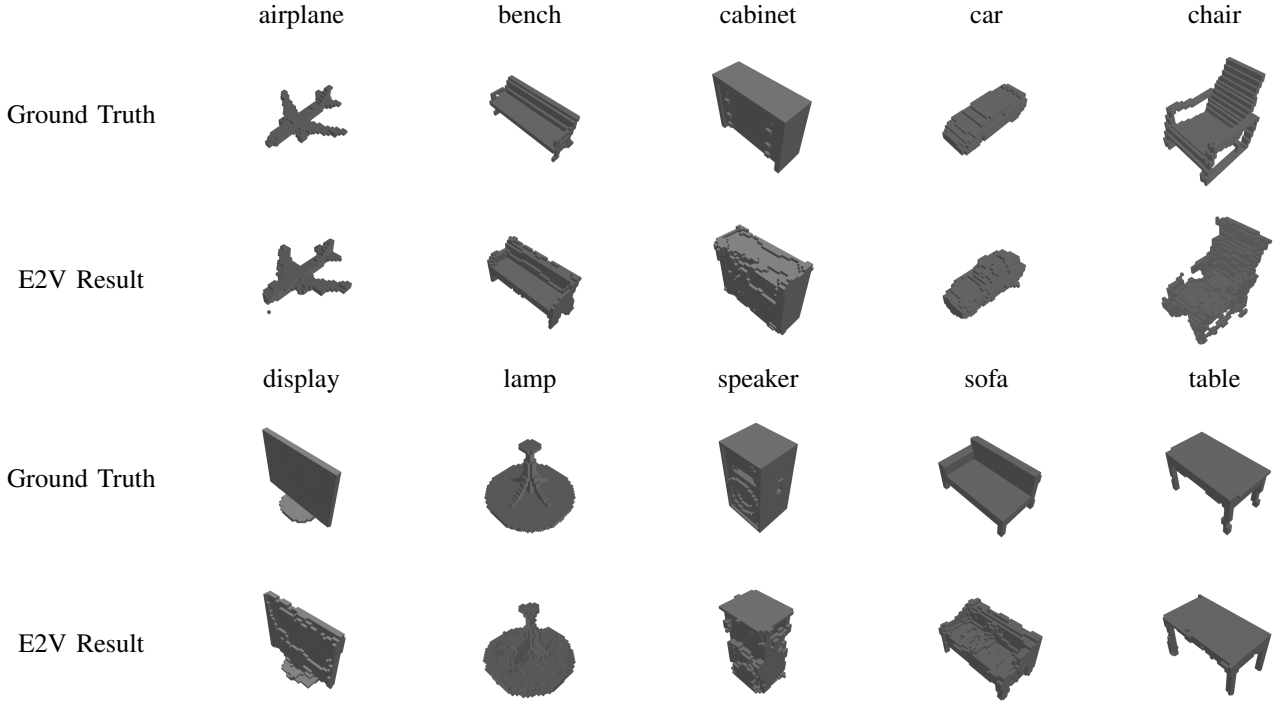 airplane bench cabinet car chair
Ground Truth
E2V Result
display lamp speaker sofa table
Ground Truth
E2V Result